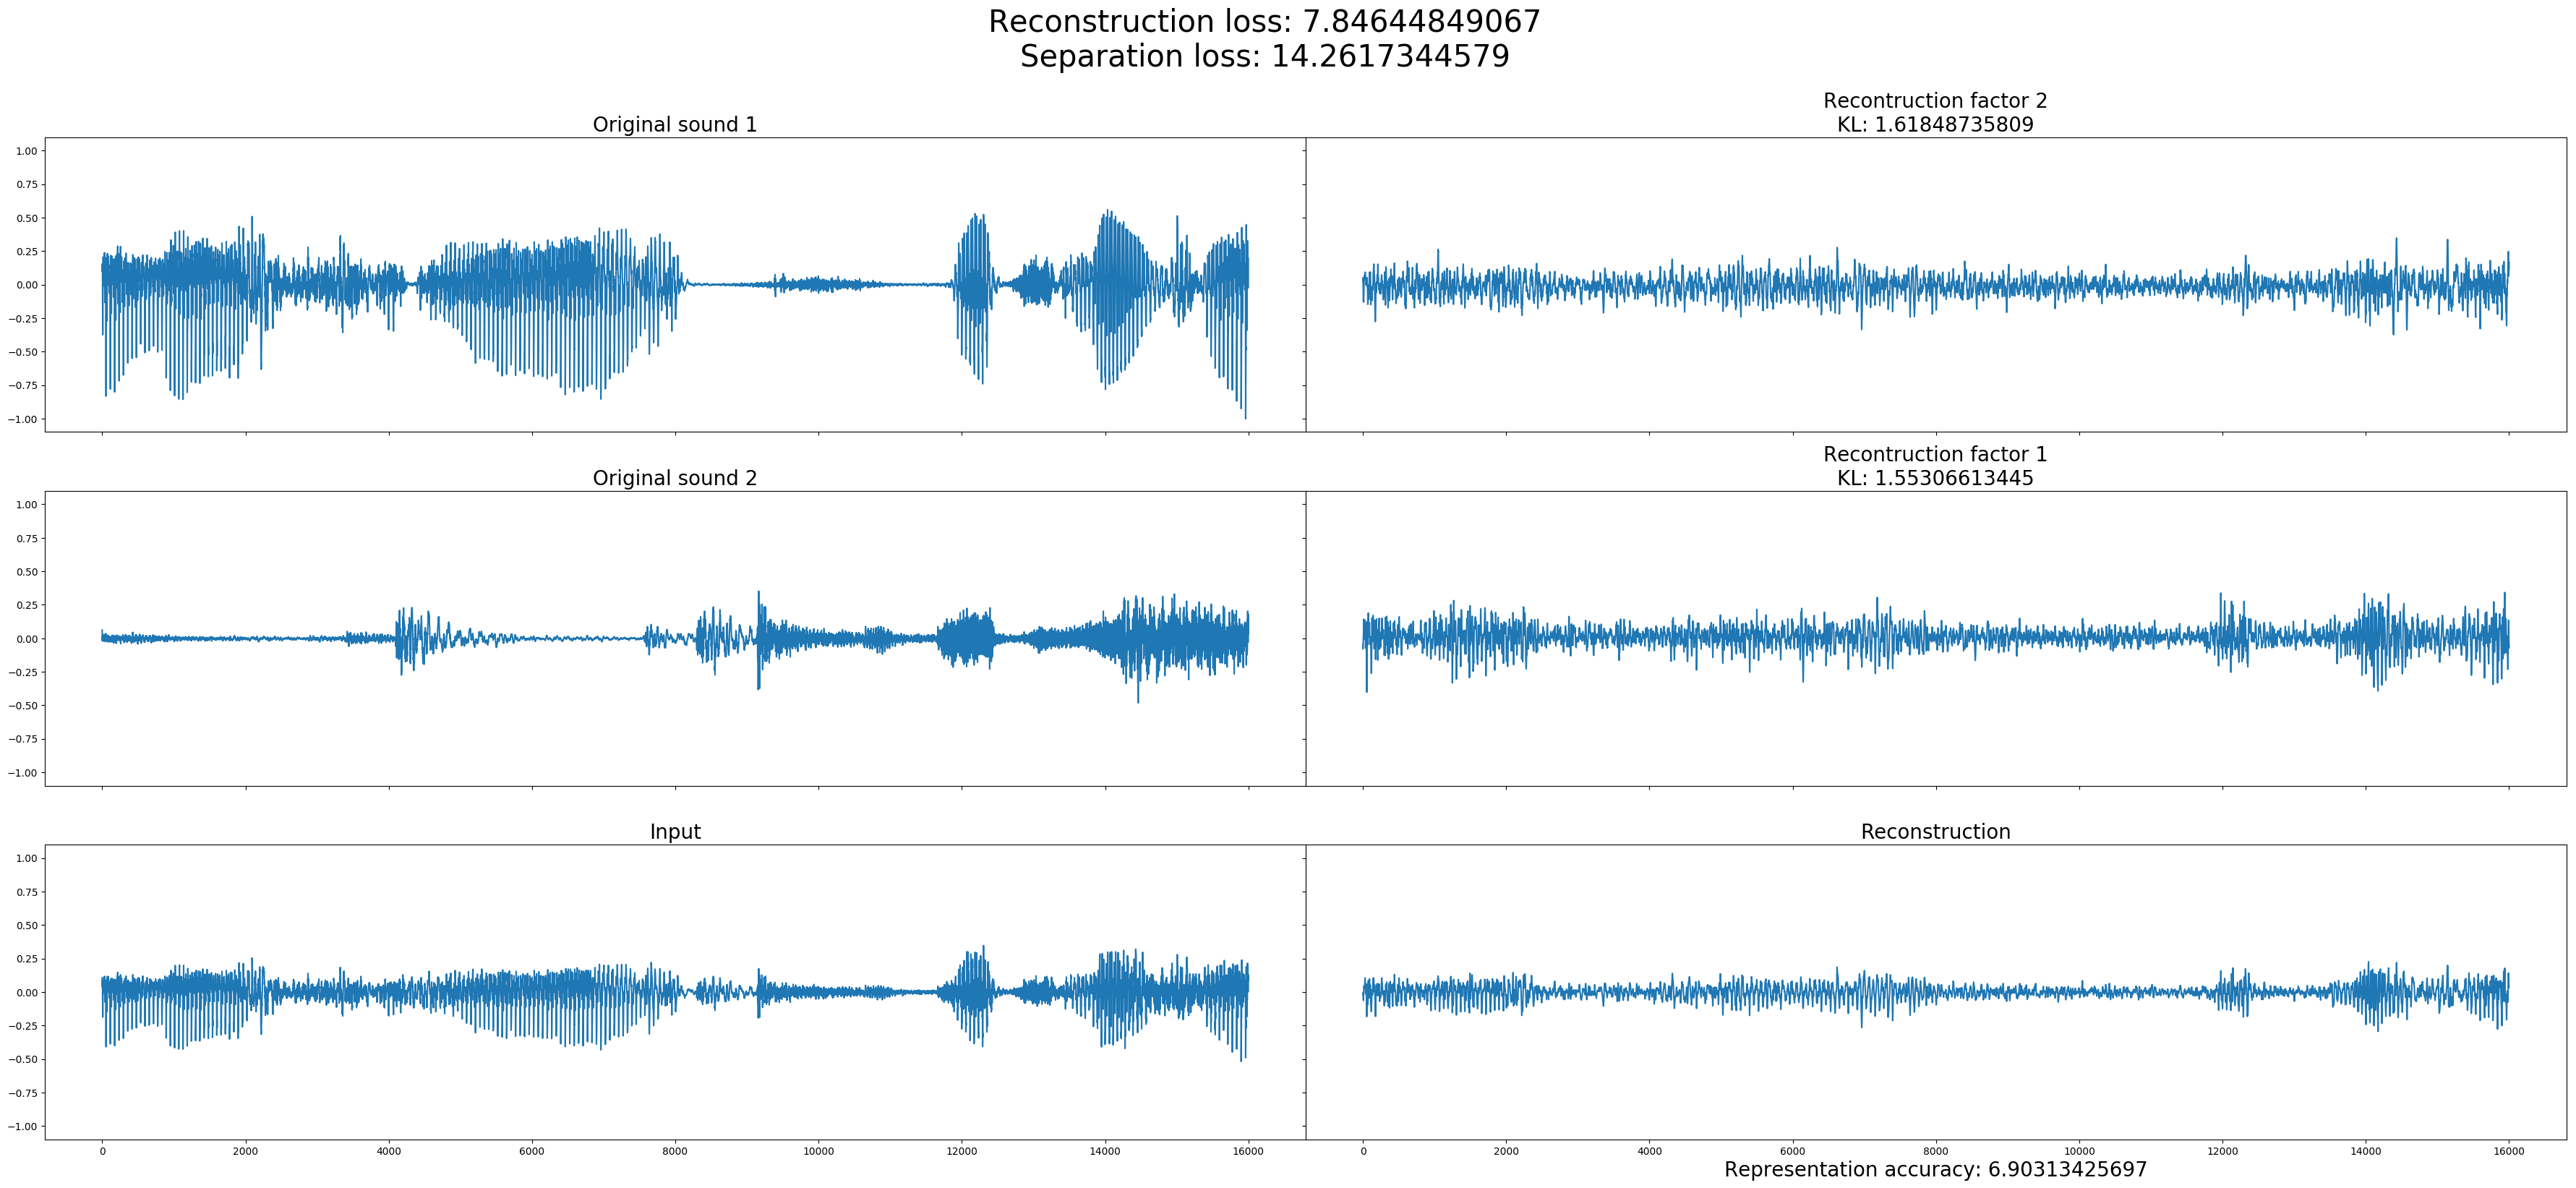 Reconstruction loss: 7.84644849067
Separation loss: 14.2617344579
Original sound 1
1.00
0.75
0.50
0.25
0.00
−0.25
−0.50
−0.75
−1.00
Recontruction factor 2
KL: 1.61848735809
Original sound 2
1.00
0.75
0.50
0.25
0.00
−0.25
−0.50
−0.75
−1.00
Recontruction factor 1
KL: 1.55306613445
Input
1.00
0.75
0.50
0.25
0.00
−0.25
−0.50
−0.75
−1.00
0 2000 4000 6000 8000 10000 12000 14000 16000
Reconstruction
0 2000 4000 6000 8000 10000 12000 14000 16000
Representation accuracy: 6.90313425697